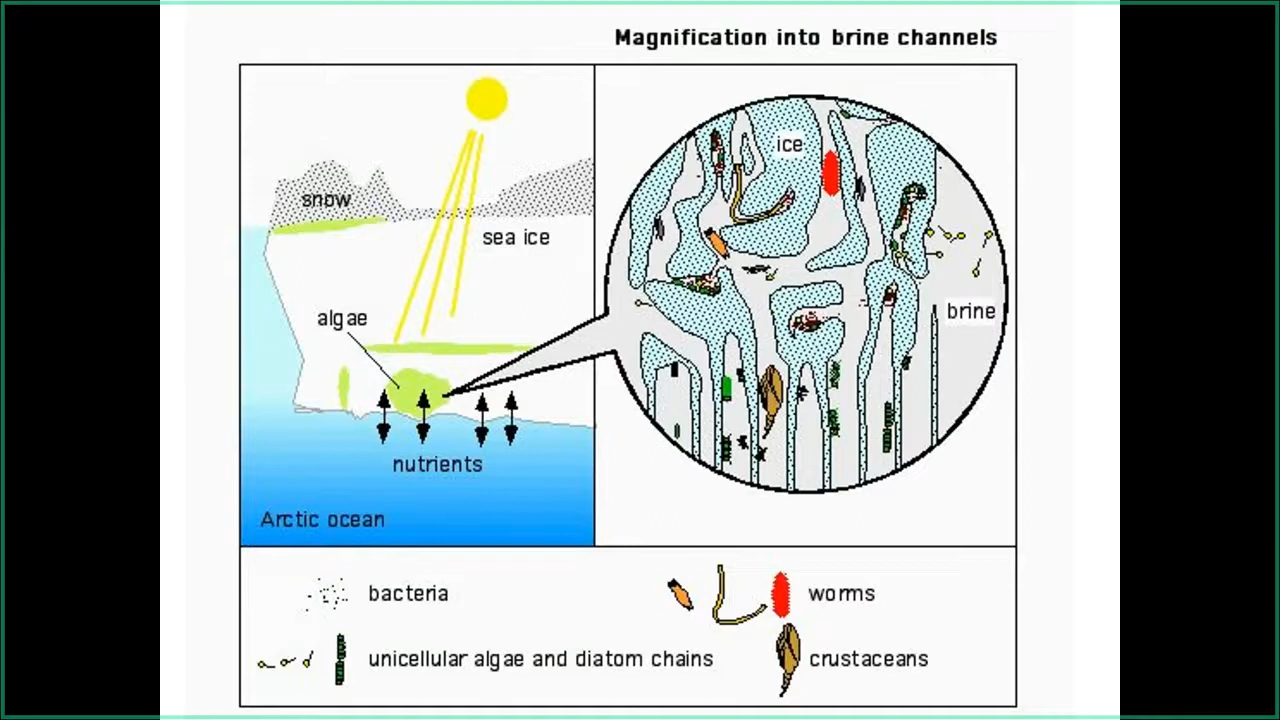 Magnification into brine channels
ice
snow
sea ice
algae
brine
nutrients
Arctic ocean
bacteria
worms
unicellular algae and diatom chains
crustaceans